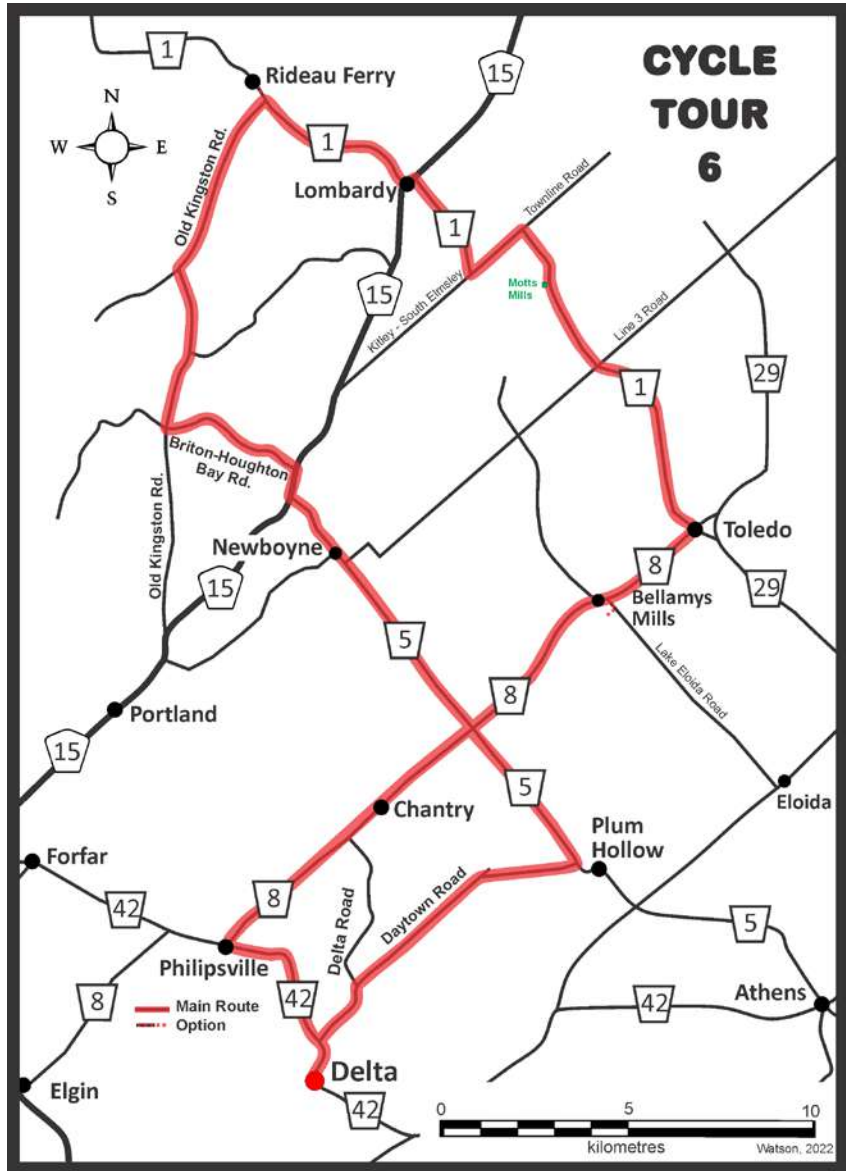 CYCLE
TOUR
6
1
Rideau Ferry
15
N
W
E
S
1
Old Kingston Rd.
Lombardy
1
Townline Road
15
Kitley - South Elmsley
Motts
Mills
Line 3 Road
1
29
Briton-Houghton
Bay Rd.
Old Kingston Rd.
Newboyne
Toledo
8
29
15
Bellamys
Mills
5
Lake Eloida Road
8
Portland
15
5
Eloida
Chantry
Plum
Hollow
Forfar
8
42
Delta Road
Daytown Road
5
Philipsville
8
42
42
Athens
Main Route
Option
Delta
Elgin
42
0
5
10
kilometres
Watson, 2022